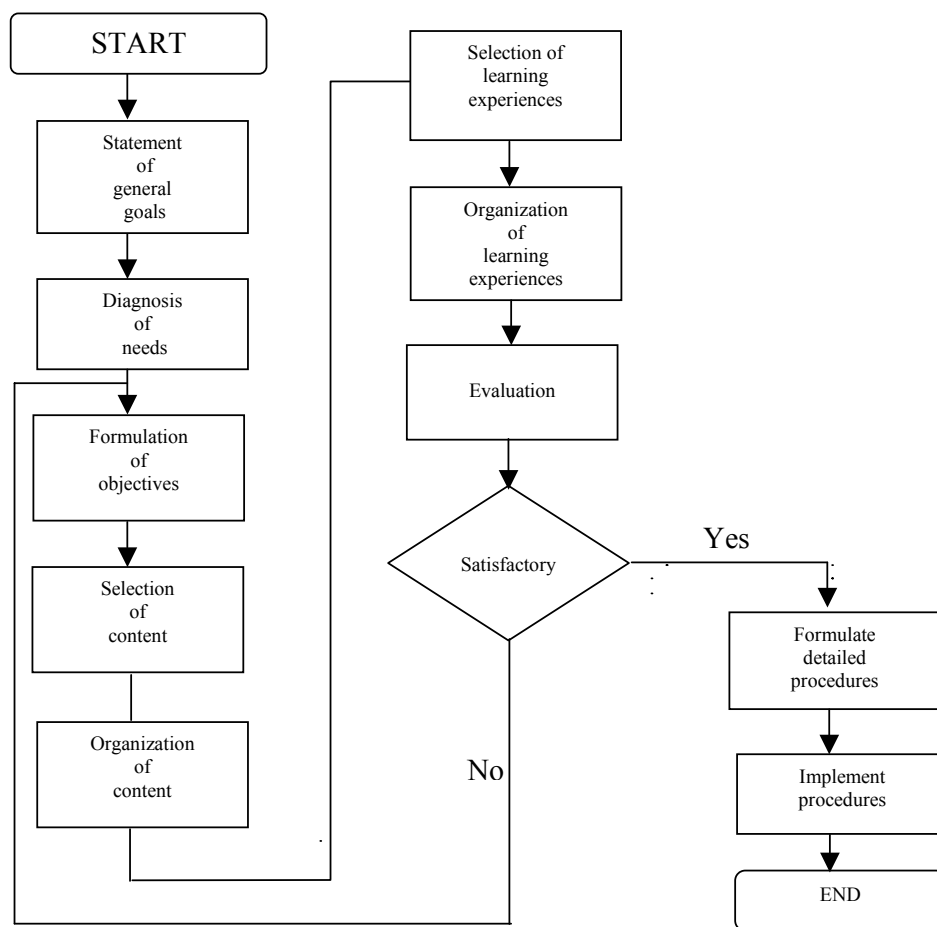 START
Statement
of
general
goals
Diagnosis
of
needs
Formulation
of
objectives
Selection
of
content
Organization
of
content
Selection of
learning
experiences
Organization
of
learning
experiences
Evaluation
Satisfactory
Yes
No
Formulate
detailed
procedures
Implement
procedures
END